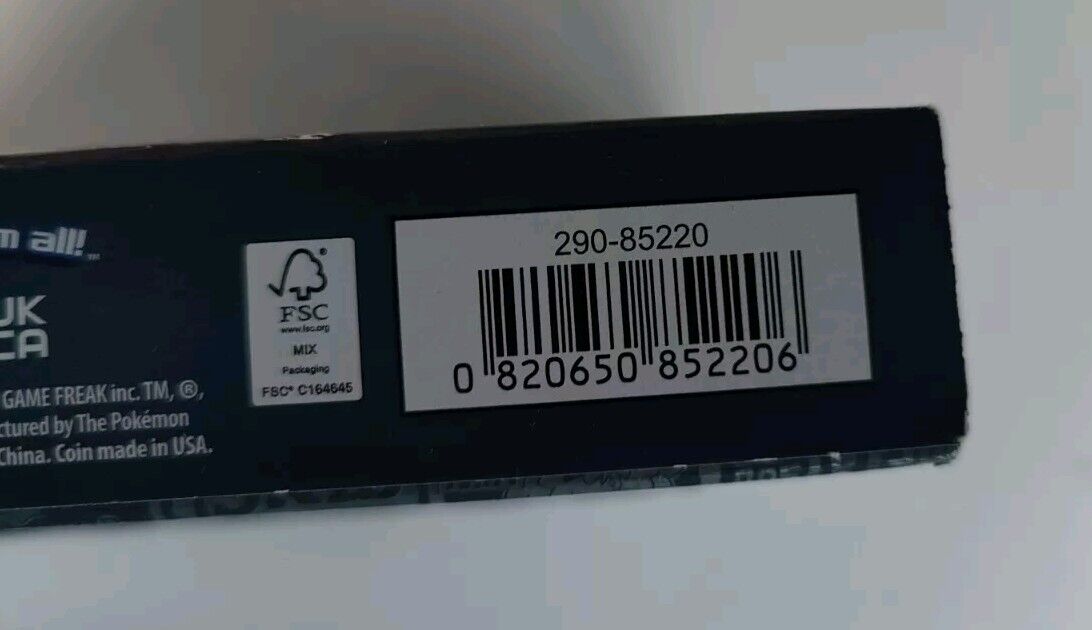 m all!™
UK
CA
GAME FREAK inc. TM, ®,
ctured by The Pokémon
China. Coin made in USA.
FSC®
www.fsc.org
MIX
Packaging
FSC® C164645
290-85220
0 820650 852206